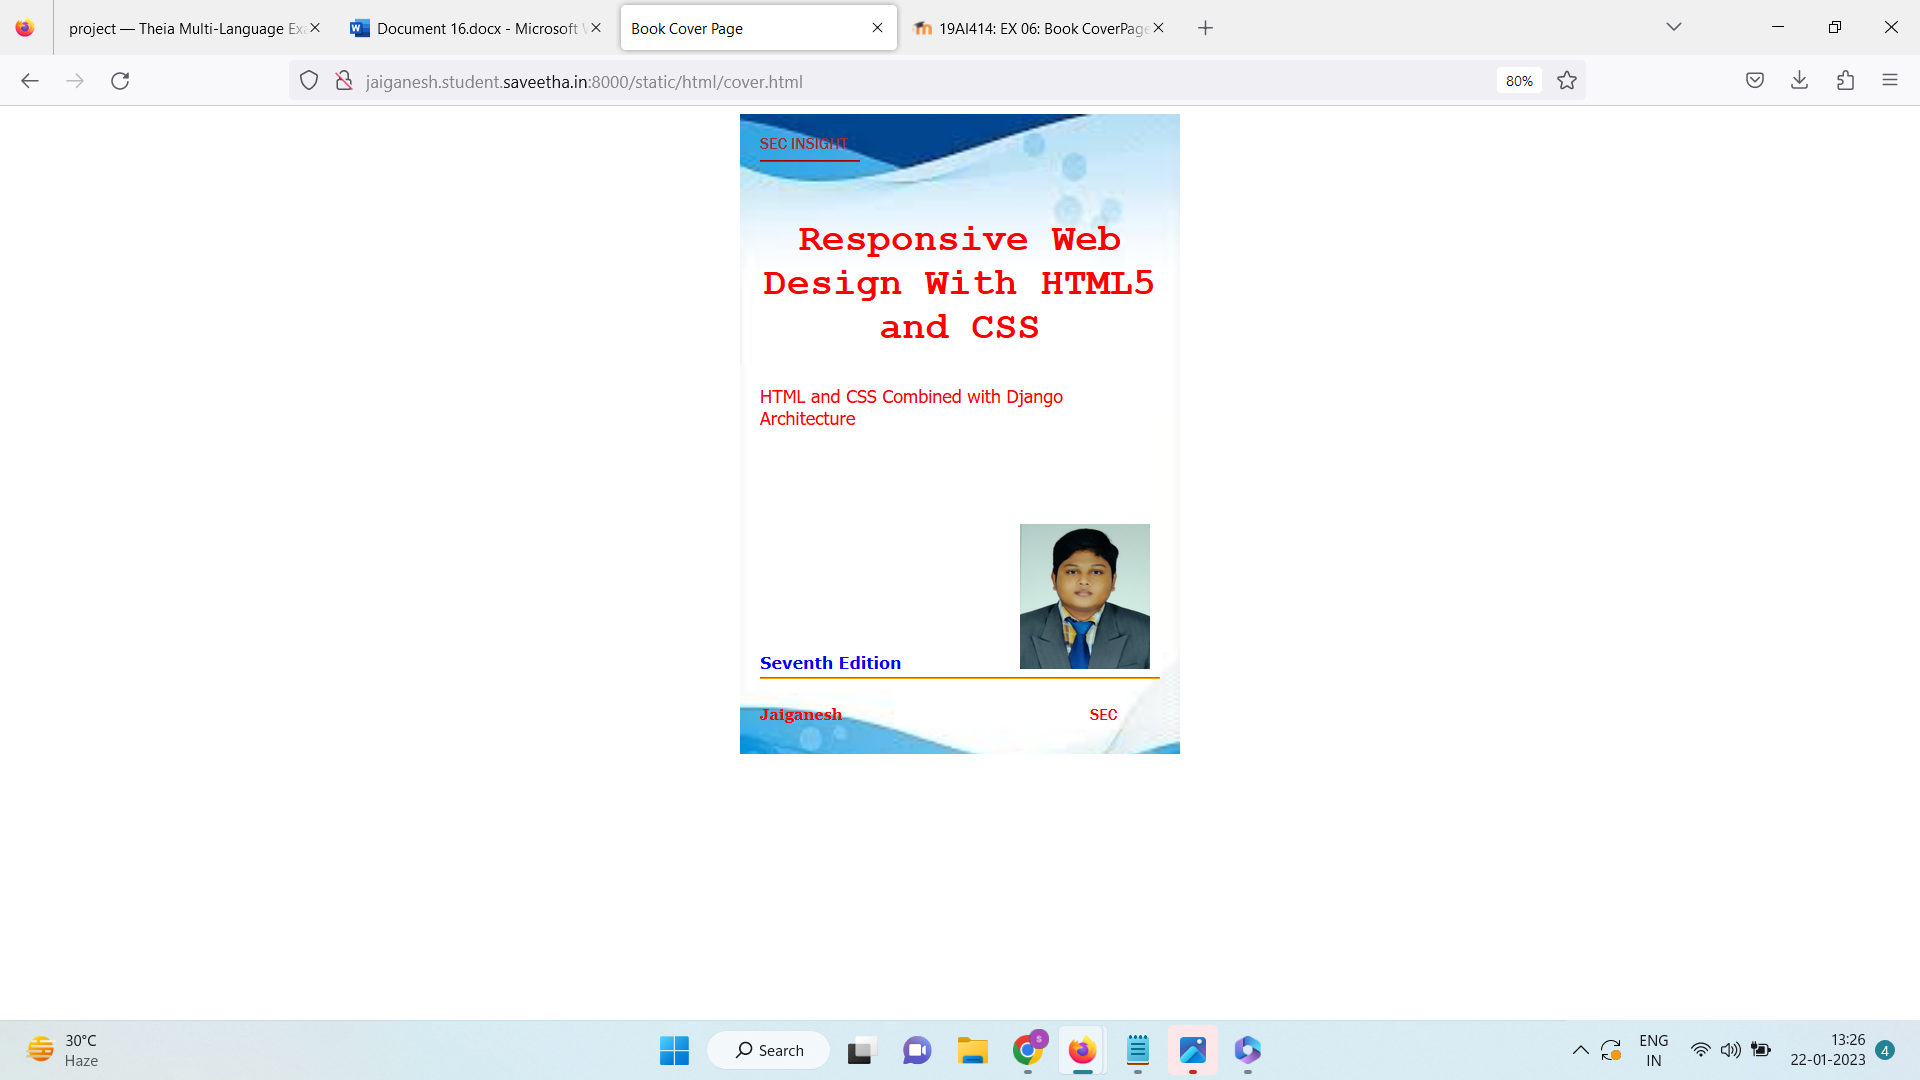 project — Theia Multi-Language Exa
Document 16.docx - Microsoft
Book Cover Page
19AI414: EX 06: Book CoverPage
jaiganesh.student.saveetha.in:8000/static/html/cover.html
80%
SEC INSIGHT
Responsive Web
Design With HTML5
and CSS
HTML and CSS Combined with Django
Architecture
Seventh Edition
Jaiganesh
SEC
30°C
Haze
Search
S
ENG
IN
13:26
22-01-2023
4